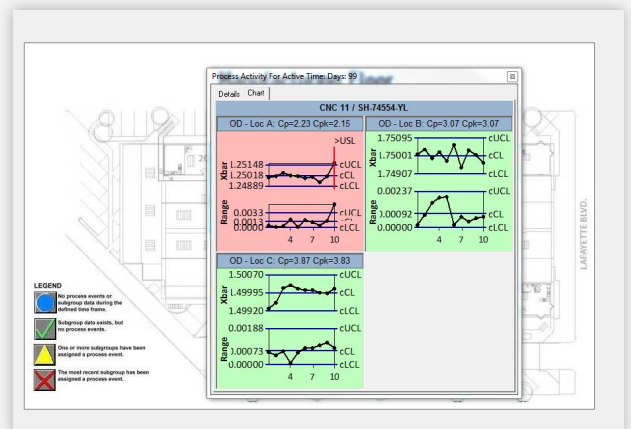 Process Activity For Active Time: Days: 99
Details
Chart
CNC 11 / SH-74554-YL
OD - Loc A: Cp=2.23 Cpk=2.15
>USL
Xbar
1.25148
1.25018
1.24889
cUCL
cCL
cLCL
Range
0.0033
0.0013
0.0000
cUCL
cLCL
4 7 10
OD - Loc B: Cp=3.07 Cpk=3.07
Xbar
1.75095
1.75001
1.74907
cUCL
cCL
cLCL
Range
0.00237
0.00092
0.00000
cUCL
cCL
cLCL
4 7 10
OD - Loc C: Cp=3.87 Cpk=3.83
Xbar
1.50070
1.49995
1.49920
cUCL
cCL
cLCL
Range
0.00188
0.00073
0.00000
cUCL
cCL
cLCL
4 7 10
LEGEND
No process events or
subgroup data during the
defined time frame.
Subgroup data exists, but
no process events.
One or more subgroups have been
assigned a process event.
The most recent subgroup has been
assigned a process event.
LAFAYETTE BLVD.